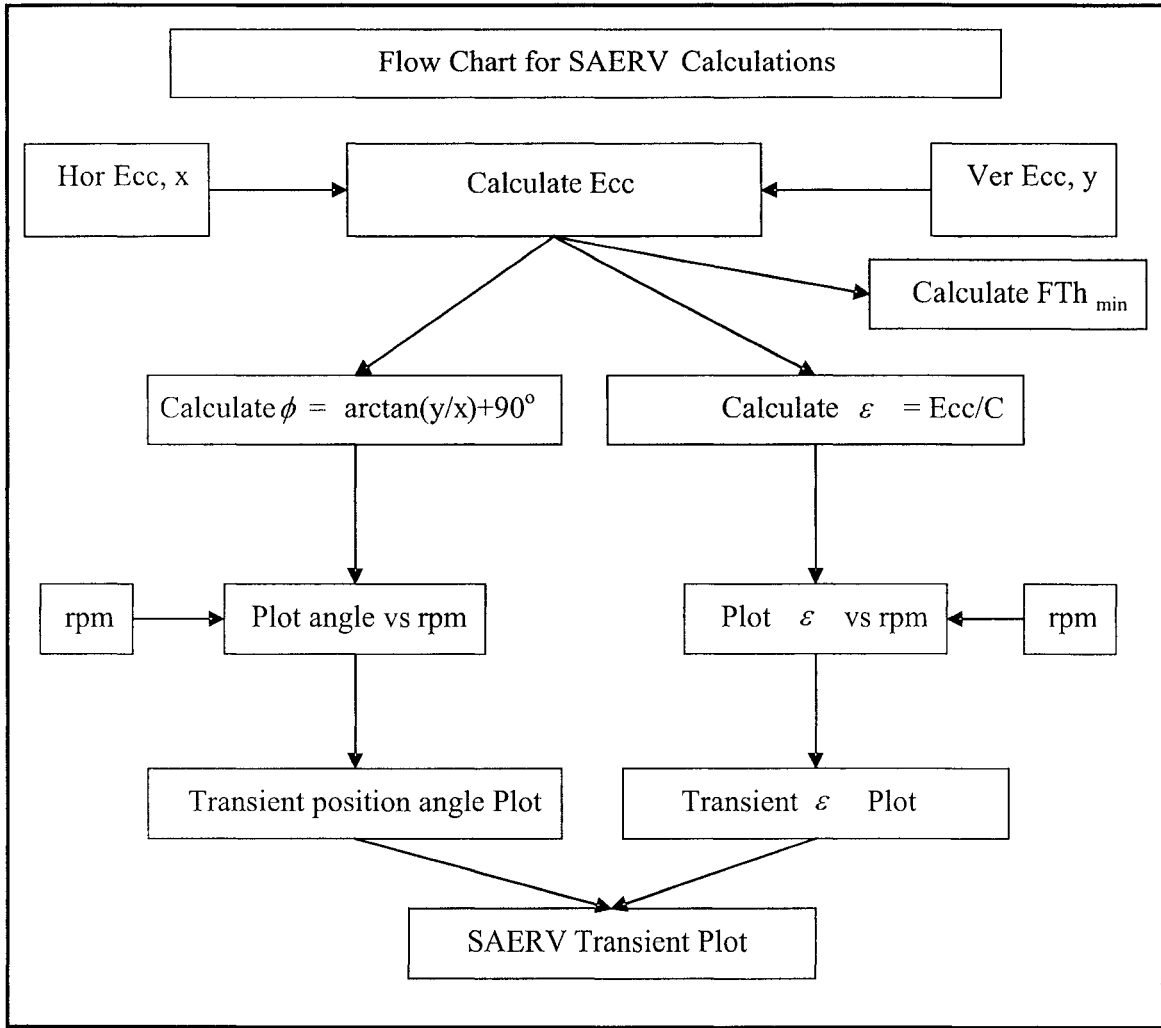 Flow Chart for SAERV Calculations
Hor Ecc, x
Calculate Ecc
Ver Ecc, y
Calculate FTh min
Calculate ϕ = arctan(y/x)+90°
Calculate ε = Ecc/C
rpm
Plot angle vs rpm
Plot ε vs rpm
rpm
Transient position angle Plot
Transient ε Plot
SAERV Transient Plot